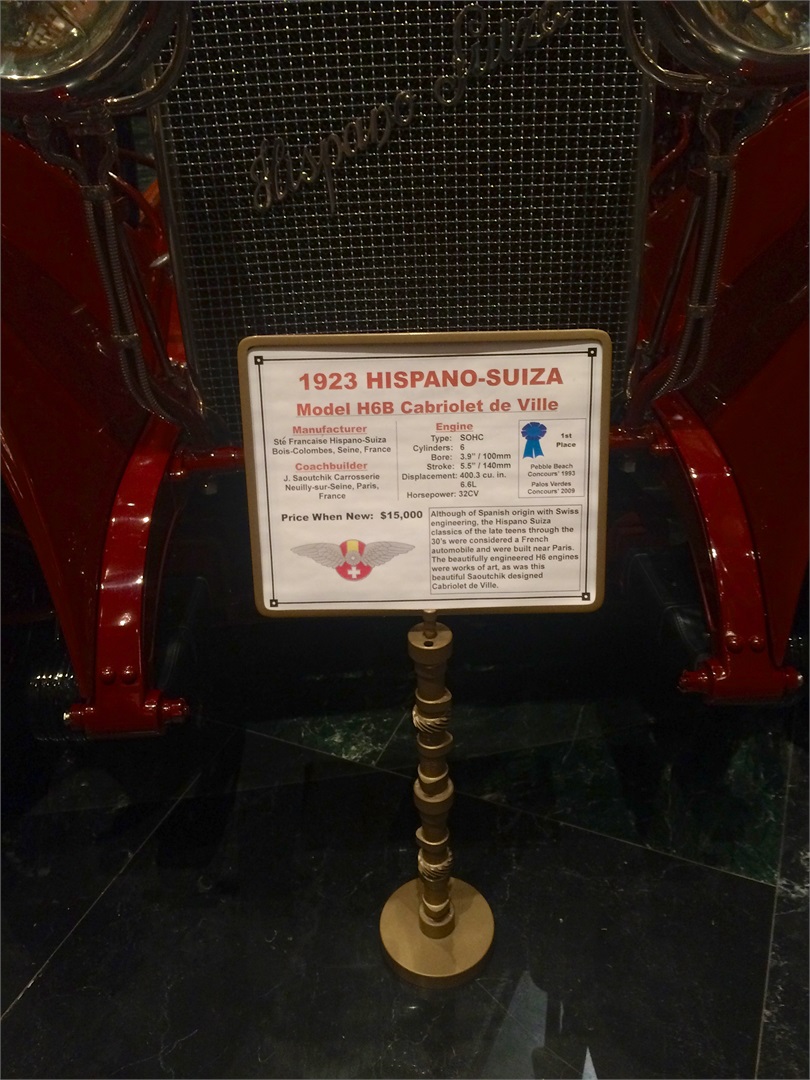 Hispano Suiza
1923 HISPANO-SUIZA
Model H6B Cabriolet de Ville
Manufacturer
Sté Francaise Hispano-Suiza
Bois-Colombes, Seine, France
Coachbuilder
J. Saoutchik Carrosserie
Neuilly-sur-Seine, Paris,
France
Engine
Type: SOHC
Cylinders: 6
Bore: 3.9" / 100mm
Stroke: 5.5" / 140mm
Displacement: 400.3 cu. in.
6.6L
Horsepower: 32CV
1st
Place
Pebble Beach
Concours' 1993
Palos Verdes
Concours' 2009
Price When New: $15,000
Although of Spanish origin with Swiss
engineering, the Hispano Suiza
classics of the late teens through the
30's were considered a French
automobile and were built near Paris.
The beautifully engineered H6 engines
were works of art, as was this
beautiful Saoutchik designed
Cabriolet de Ville.